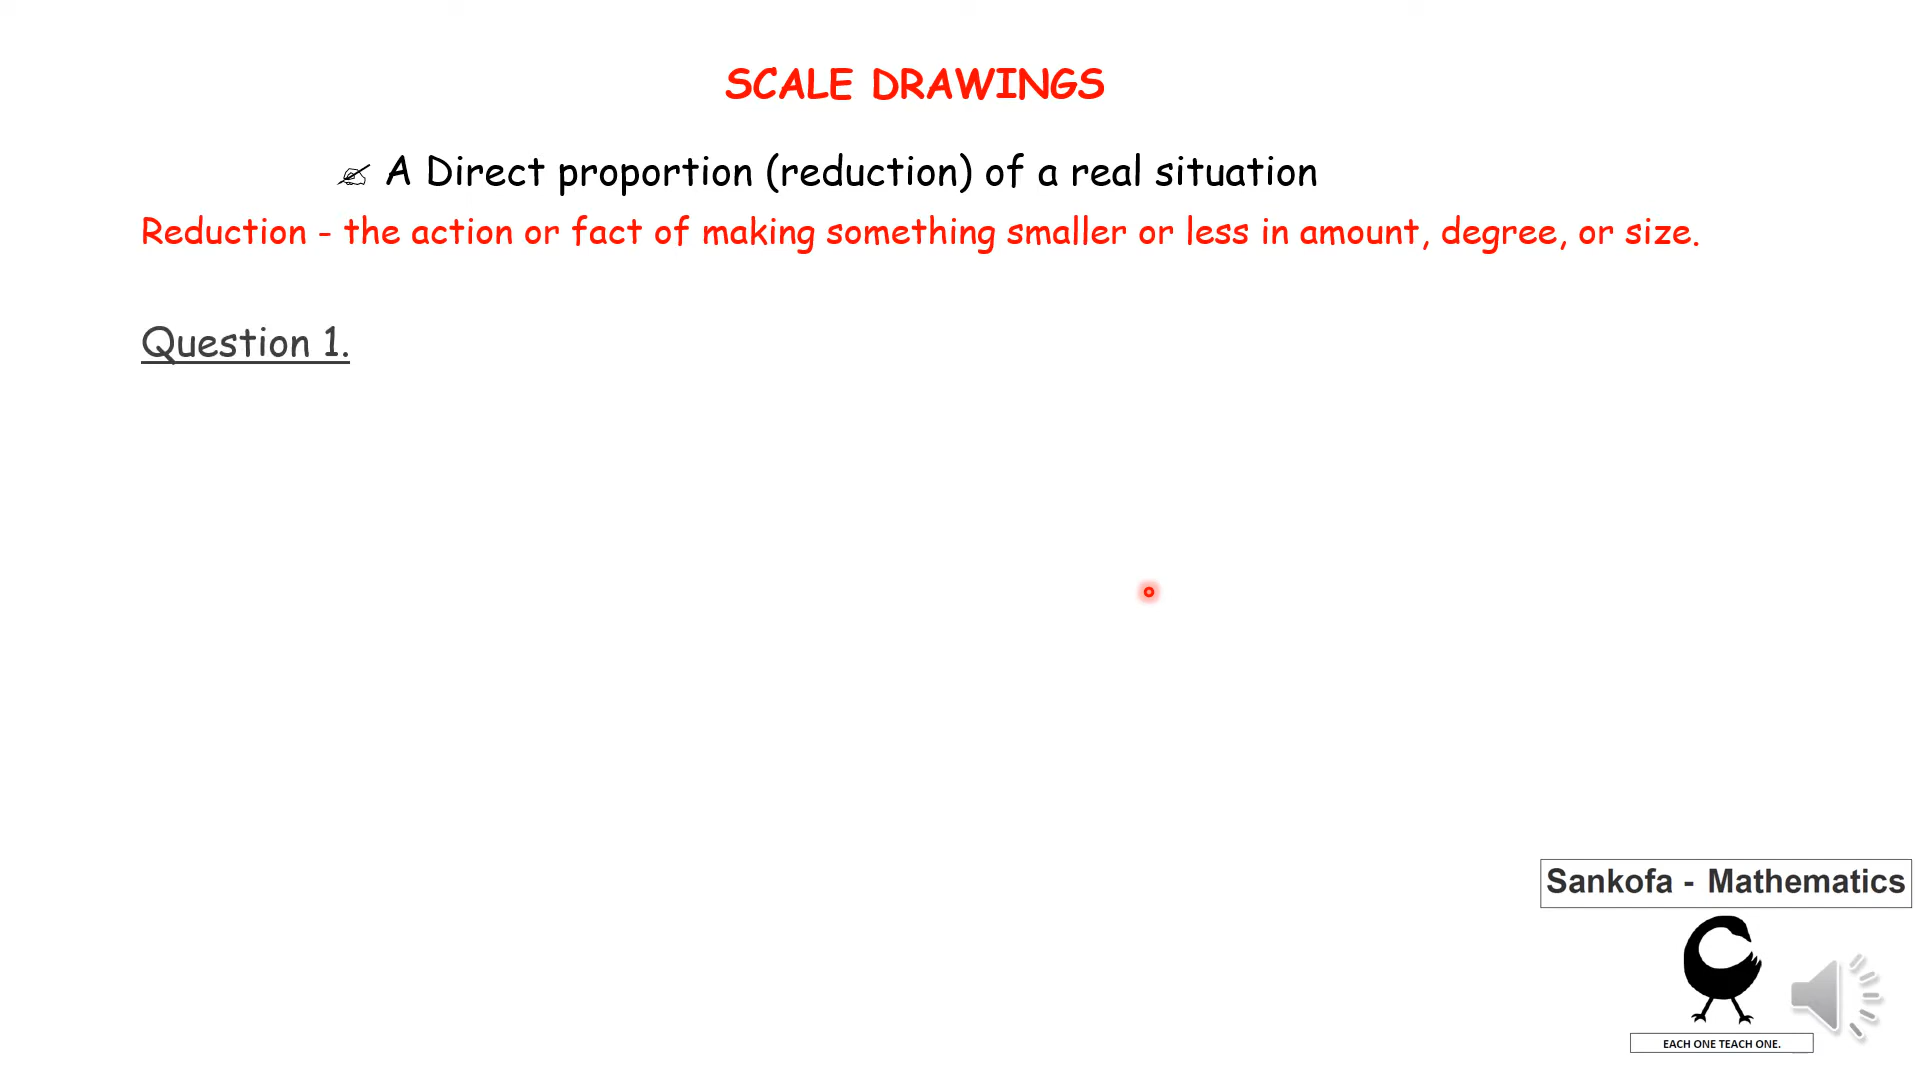 SCALE DRAWINGS
✍ A Direct proportion (reduction) of a real situation
Reduction - the action or fact of making something smaller or less in amount, degree, or size.
Question 1.
Sankofa - Mathematics
EACH ONE TEACH ONE.